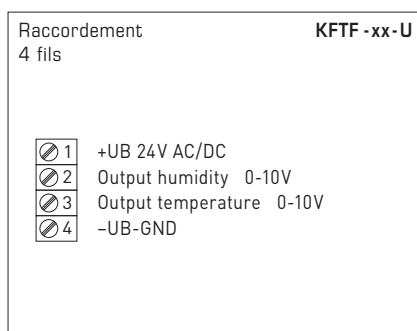 Raccordement KFTF-xx-U
4 fils
1 +UB 24V AC/DC
2 Output humidity 0-10V
3 Output temperature 0-10V
4 –UB-GND